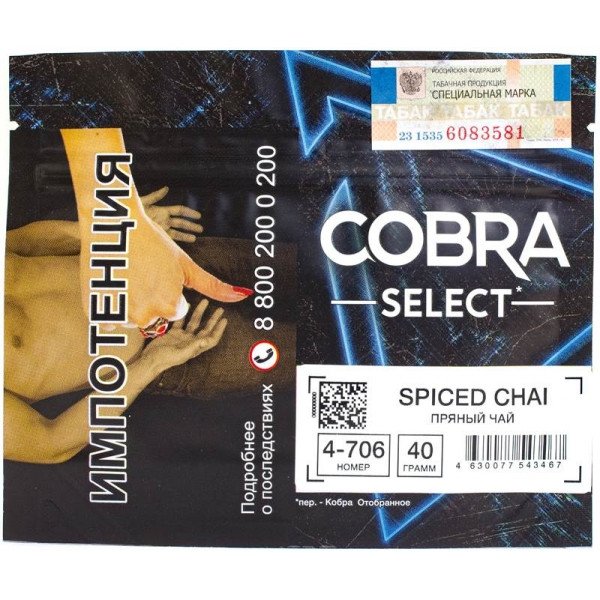 РОССИЙСКАЯ ФЕДЕРАЦИЯ
ТАБАЧНАЯ ПРОДУКЦИЯ
СПЕЦИАЛЬНАЯ МАРКА
ТАБАК ТАБАК ТАБАК
23 1535 6083581
ИМПОТЕНЦИЯ
Подробнее
о последствиях
8 800 200 0 200
COBRA
SELECT*
SPICED CHAI
ПРЯНЫЙ ЧАЙ
4-706
НОМЕР
40
ГРАММ
4 630077 543467
*пер. - Кобра Отобранное